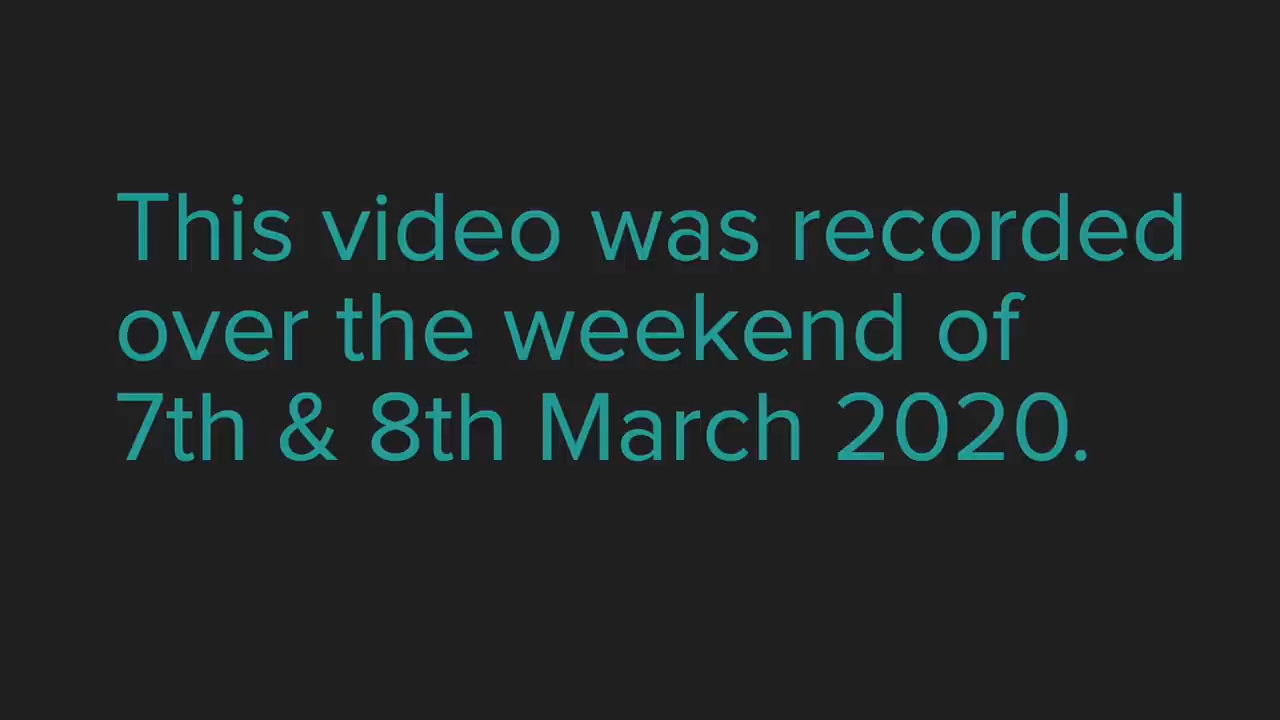 This video was recorded
over the weekend of
7th & 8th March 2020.